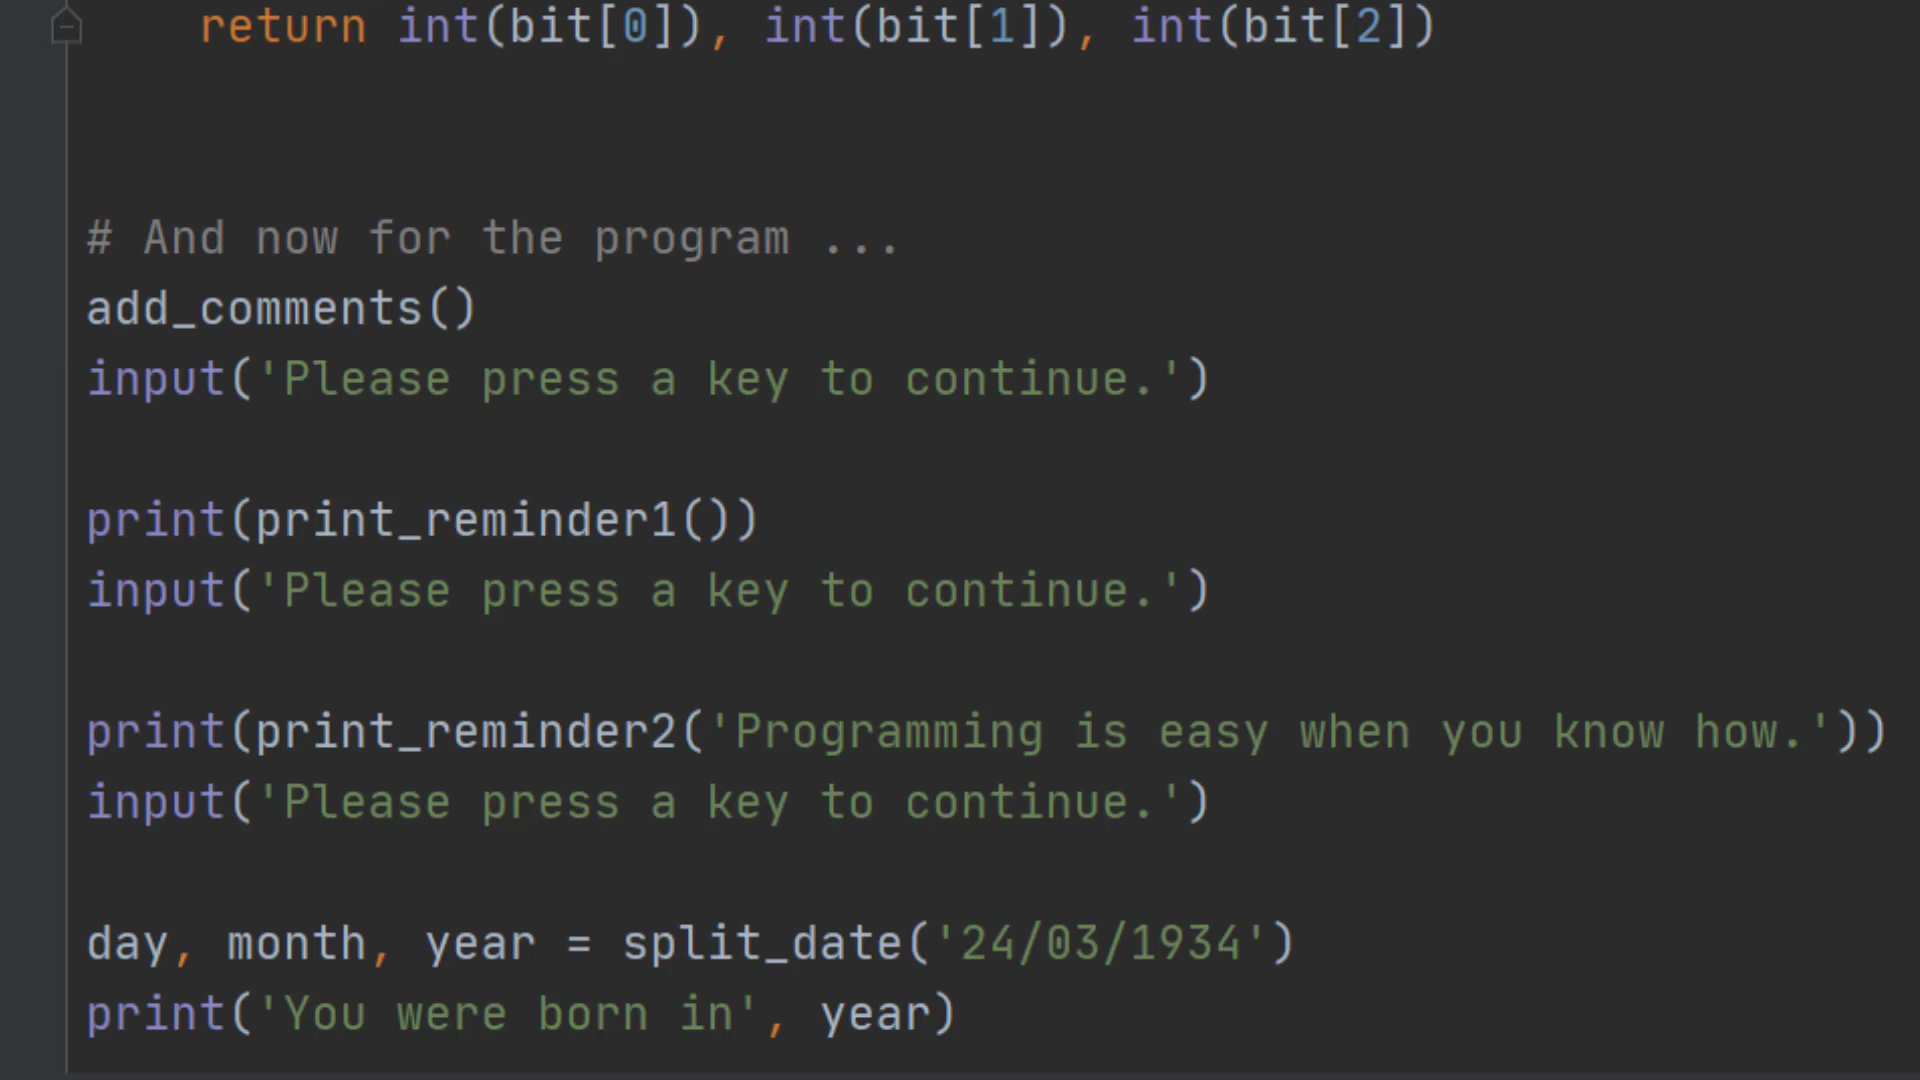 return int(bit[0]), int(bit[1]), int(bit[2])
# And now for the program ...
add_comments()
input('Please press a key to continue.')
print(print_reminder1())
input('Please press a key to continue.')
print(print_reminder2('Programming is easy when you know how.'))
input('Please press a key to continue.')
day, month, year = split_date('24/03/1934')
print('You were born in', year)